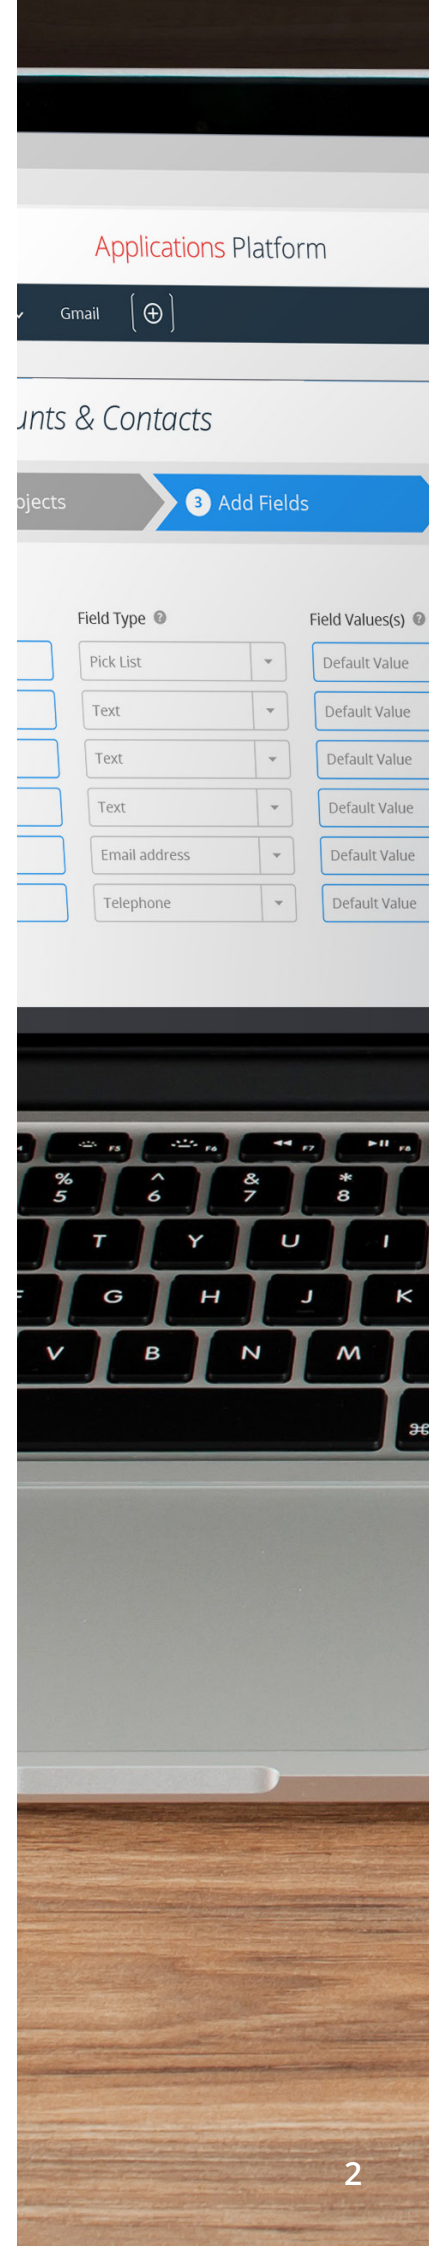 Applications Platform
Gmail
unts & Contacts
bjects
3 Add Fields
Field Type
Field Values(s)
Pick List
Default Value
Text
Default Value
Text
Default Value
Text
Default Value
Email address
Default Value
Telephone
Default Value
F5 F6 F7 F8
% ^ & *
5 6 7 8
T Y U I
F G H J K
V B N M
⌘
2